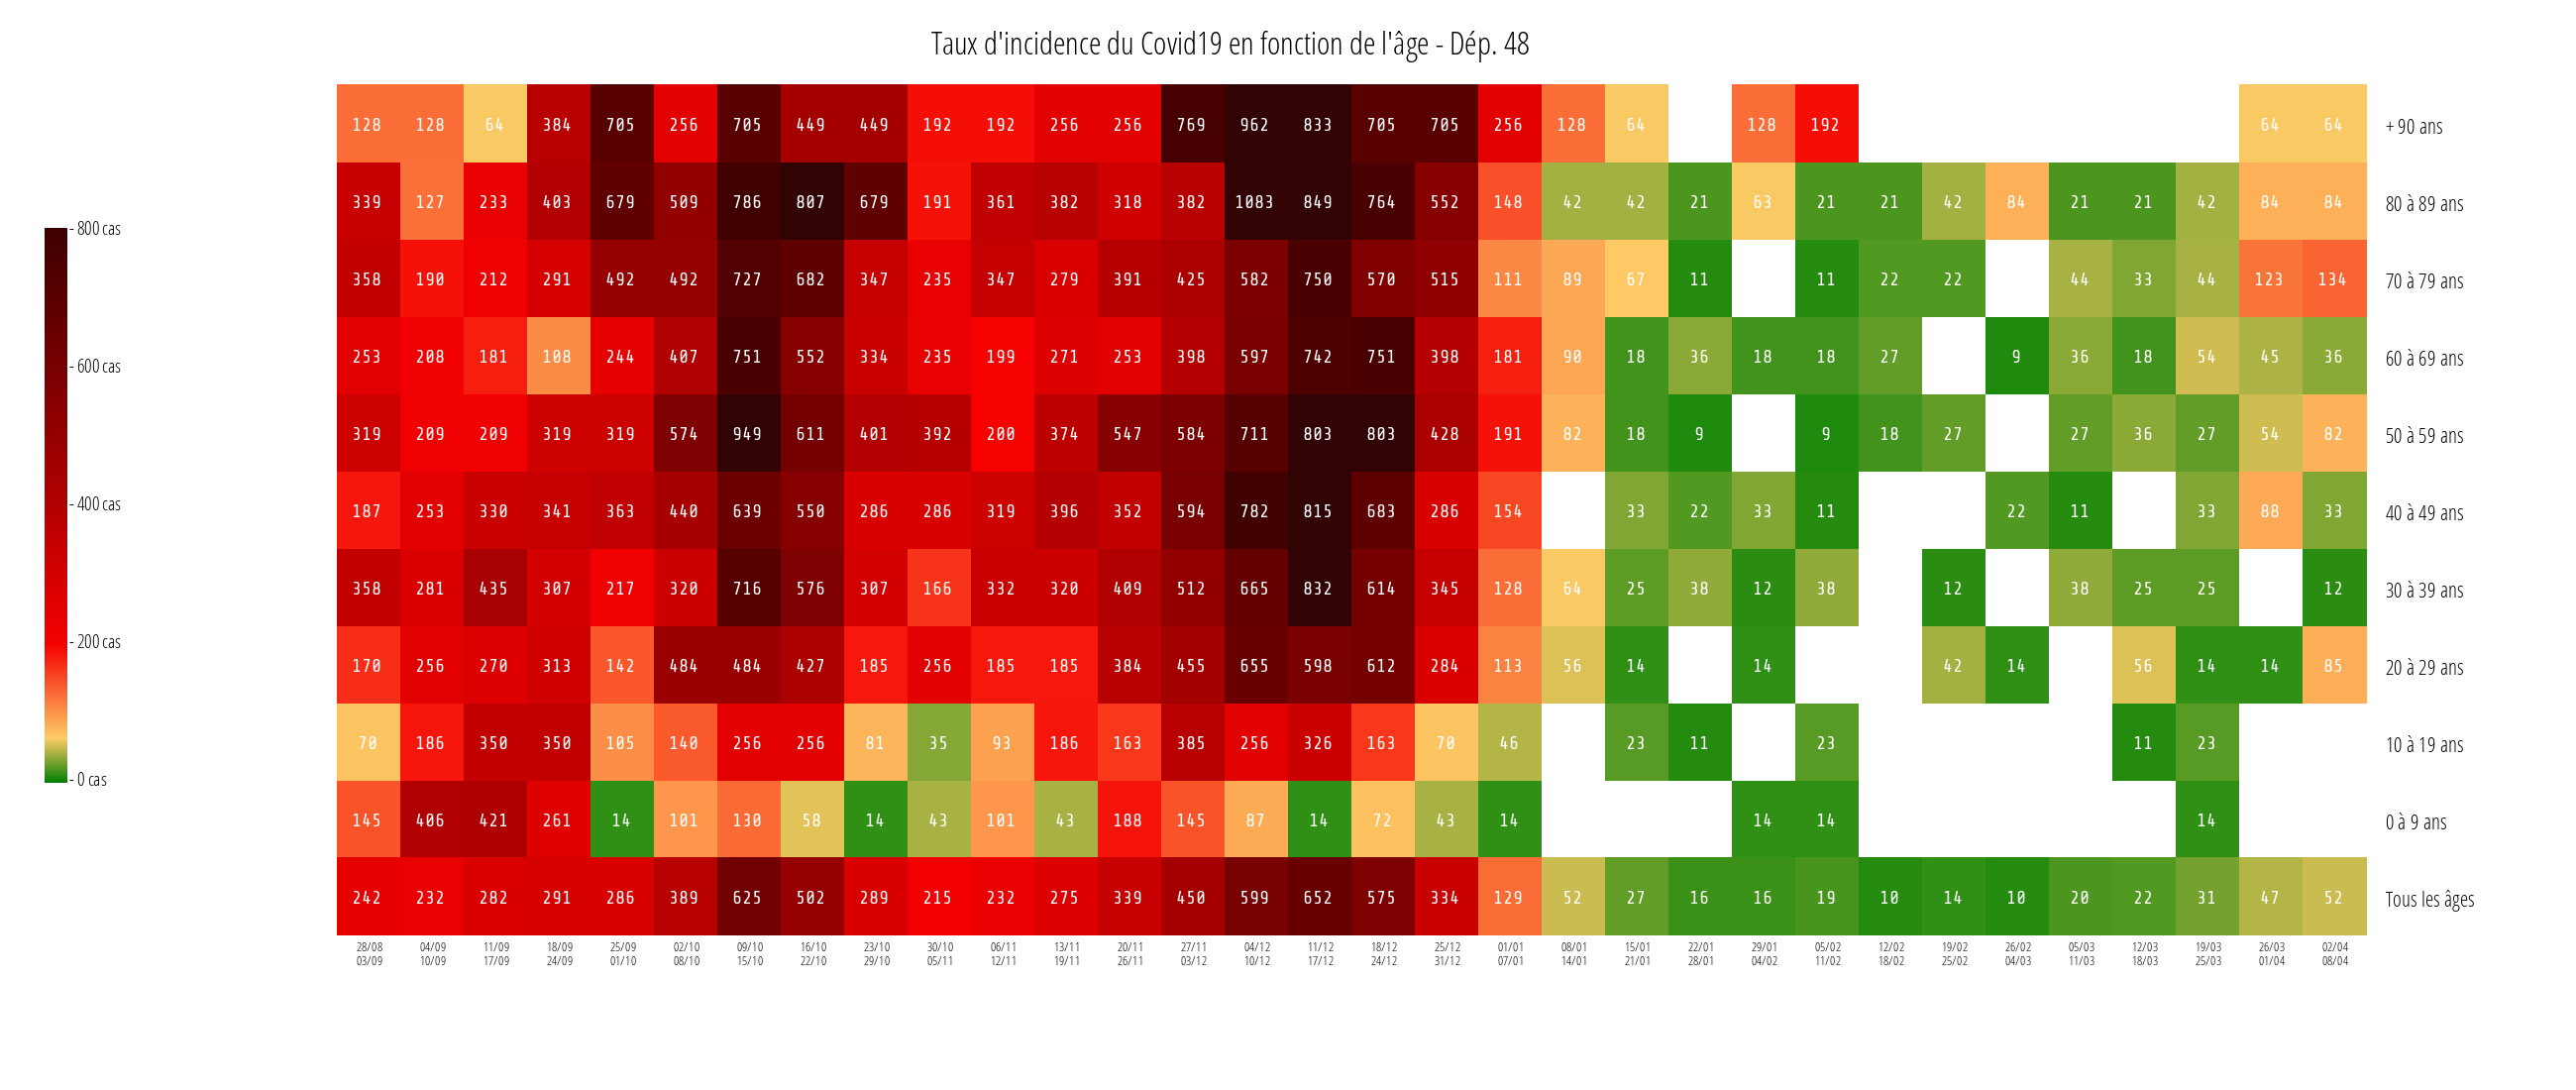 Taux d'incidence du Covid19 en fonction de l'âge - Dép. 48
128 128 64 384 705 256 705 449 449 192 192 256 256 769 962 833 705 705 256 128 64 128 192 64 64 + 90 ans
339 127 233 403 679 509 786 807 679 191 361 382 318 382 1083 849 764 552 148 42 42 21 63 21 21 42 84 21 21 42 84 84 80 à 89 ans
- 800 cas
358 190 212 291 492 492 727 682 347 235 347 279 391 425 582 750 570 515 111 89 67 11 11 22 22 44 33 44 123 134 70 à 79 ans
253 208 181 108 244 407 751 552 334 235 199 271 253 398 597 742 751 398 181 90 18 36 18 18 27 9 36 18 54 45 36 60 à 69 ans
- 600 cas
319 209 209 319 319 574 949 611 401 392 200 374 547 584 711 803 803 428 191 82 18 9 9 18 27 27 36 27 54 82 50 à 59 ans
- 400 cas
187 253 330 341 363 440 639 550 286 286 319 396 352 594 782 815 683 286 154 33 22 33 11 22 11 33 88 33 40 à 49 ans
358 281 435 307 217 320 716 576 307 166 332 320 409 512 665 832 614 345 128 64 25 38 12 38 12 38 25 25 12 30 à 39 ans
- 200 cas
170 256 270 313 142 484 484 427 185 256 185 185 384 455 655 598 612 284 113 56 14 14 42 14 56 14 14 85 20 à 29 ans
70 186 350 350 105 140 256 256 81 35 93 186 163 385 256 326 163 70 46 23 11 23 11 23 10 à 19 ans
- 0 cas
145 406 421 261 14 101 130 58 14 43 101 43 188 145 87 14 72 43 14 14 14 14 0 à 9 ans
242 232 282 291 286 389 625 502 289 215 232 275 339 450 599 652 575 334 129 52 27 16 16 19 10 14 10 20 22 31 47 52 Tous les âges
28/08 04/09 11/09 18/09 25/09 02/10 09/10 16/10 23/10 30/10 06/11 13/11 20/11 27/11 04/12 11/12 18/12 25/12 01/01 08/01 15/01 22/01 29/01 05/02 12/02 19/02 26/02 05/03 12/03 19/03 26/03 02/04
03/09 10/09 17/09 24/09 01/10 08/10 15/10 22/10 29/10 05/11 12/11 19/11 26/11 03/12 10/12 17/12 24/12 31/12 07/01 14/01 21/01 28/01 04/02 11/02 18/02 25/02 04/03 11/03 18/03 25/03 01/04 08/04